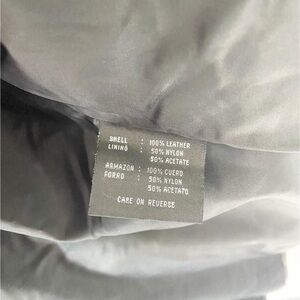 SHELL : 100% LEATHER
LINING : 50% NYLON
50% ACETATE
ARMAZON : 100% CUERO
FORRO : 50% NYLON
50% ACETATO
CARE ON REVERSE